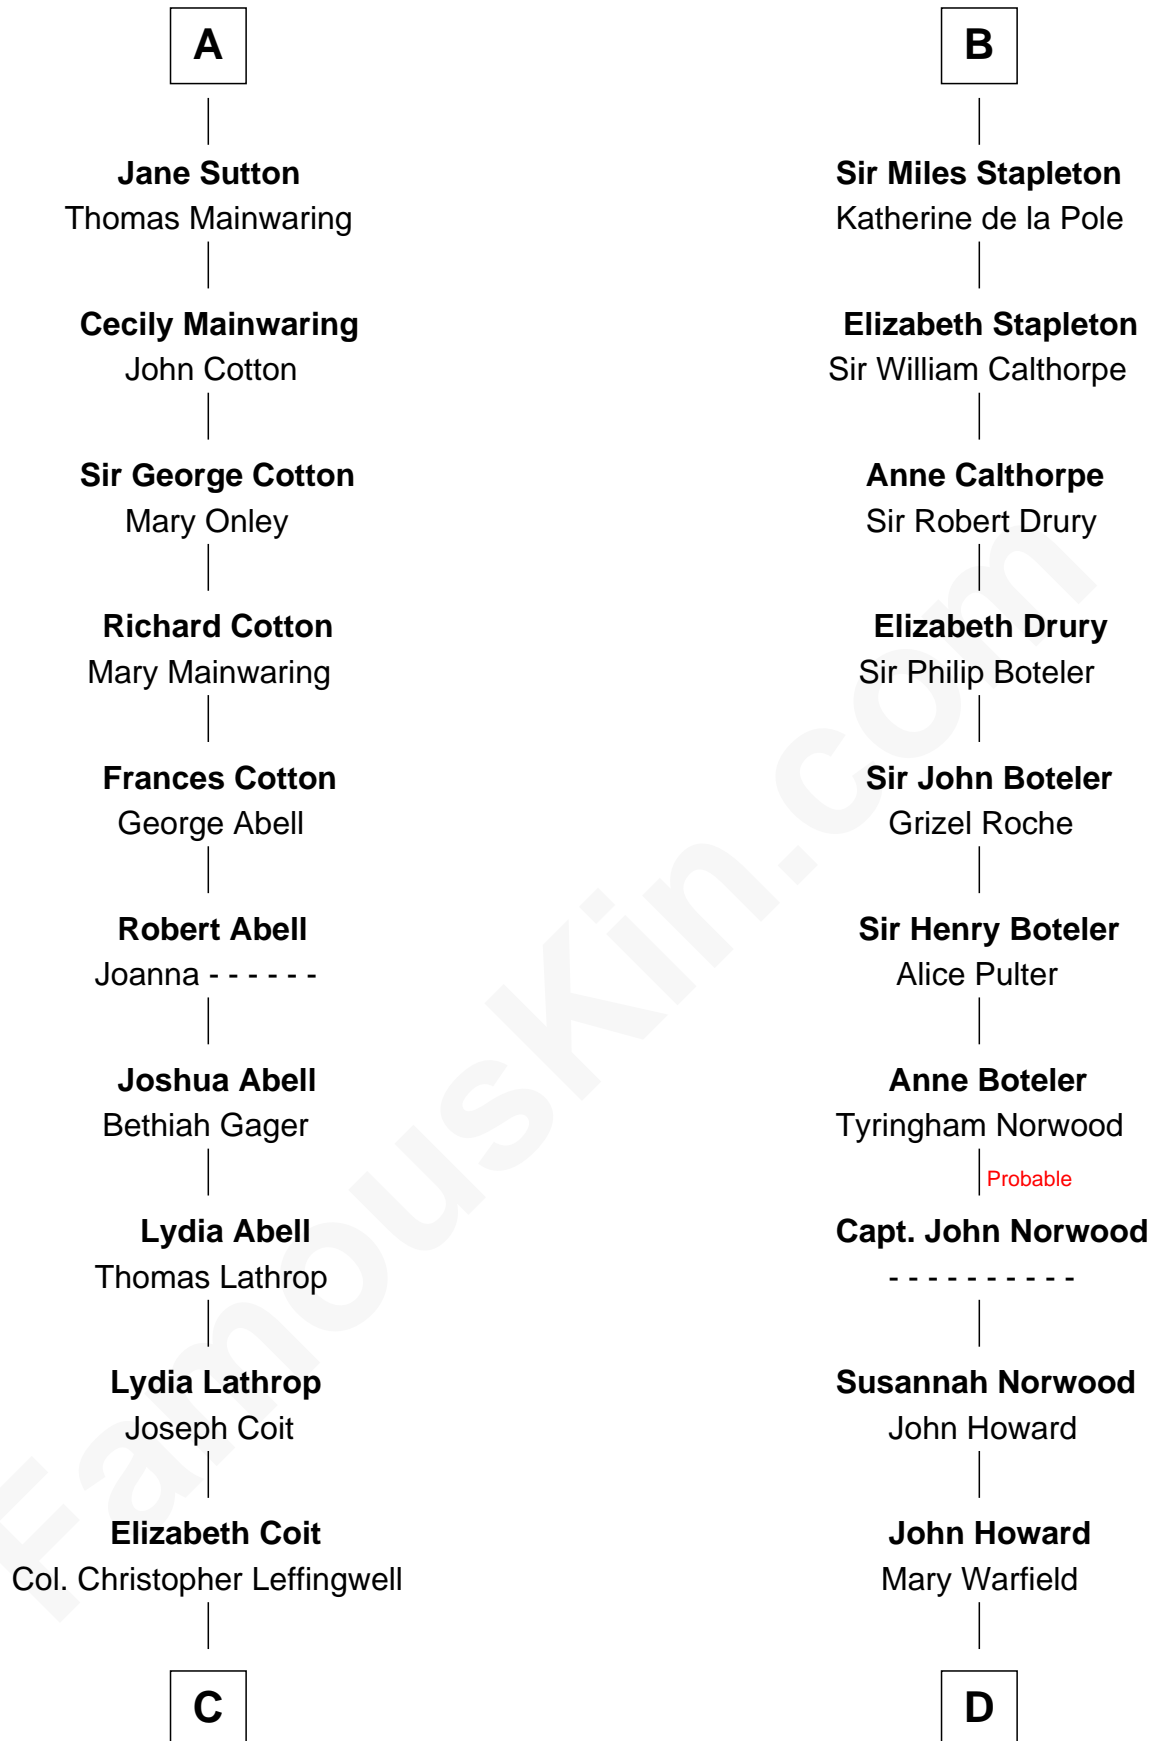 A
Jane Sutton
Thomas Mainwaring
Cecily Mainwaring
John Cotton
Sir George Cotton
Mary Onley
Richard Cotton
Mary Mainwaring
Frances Cotton
George Abell
Robert Abell
Joanna - - - - - -
Joshua Abell
Bethiah Gager
Lydia Abell
Thomas Lathrop
Lydia Lathrop
Joseph Coit
Elizabeth Coit
Col. Christopher Leffingwell
C
B
Sir Miles Stapleton
Katherine de la Pole
Elizabeth Stapleton
Sir William Calthorpe
Anne Calthorpe
Sir Robert Drury
Elizabeth Drury
Sir Philip Boteler
Sir John Boteler
Grizel Roche
Sir Henry Boteler
Alice Pulter
Anne Boteler
Tyringham Norwood
Probable
Capt. John Norwood
- - - - - - - - - -
Susannah Norwood
John Howard
John Howard
Mary Warfield
D
FamousKin.com